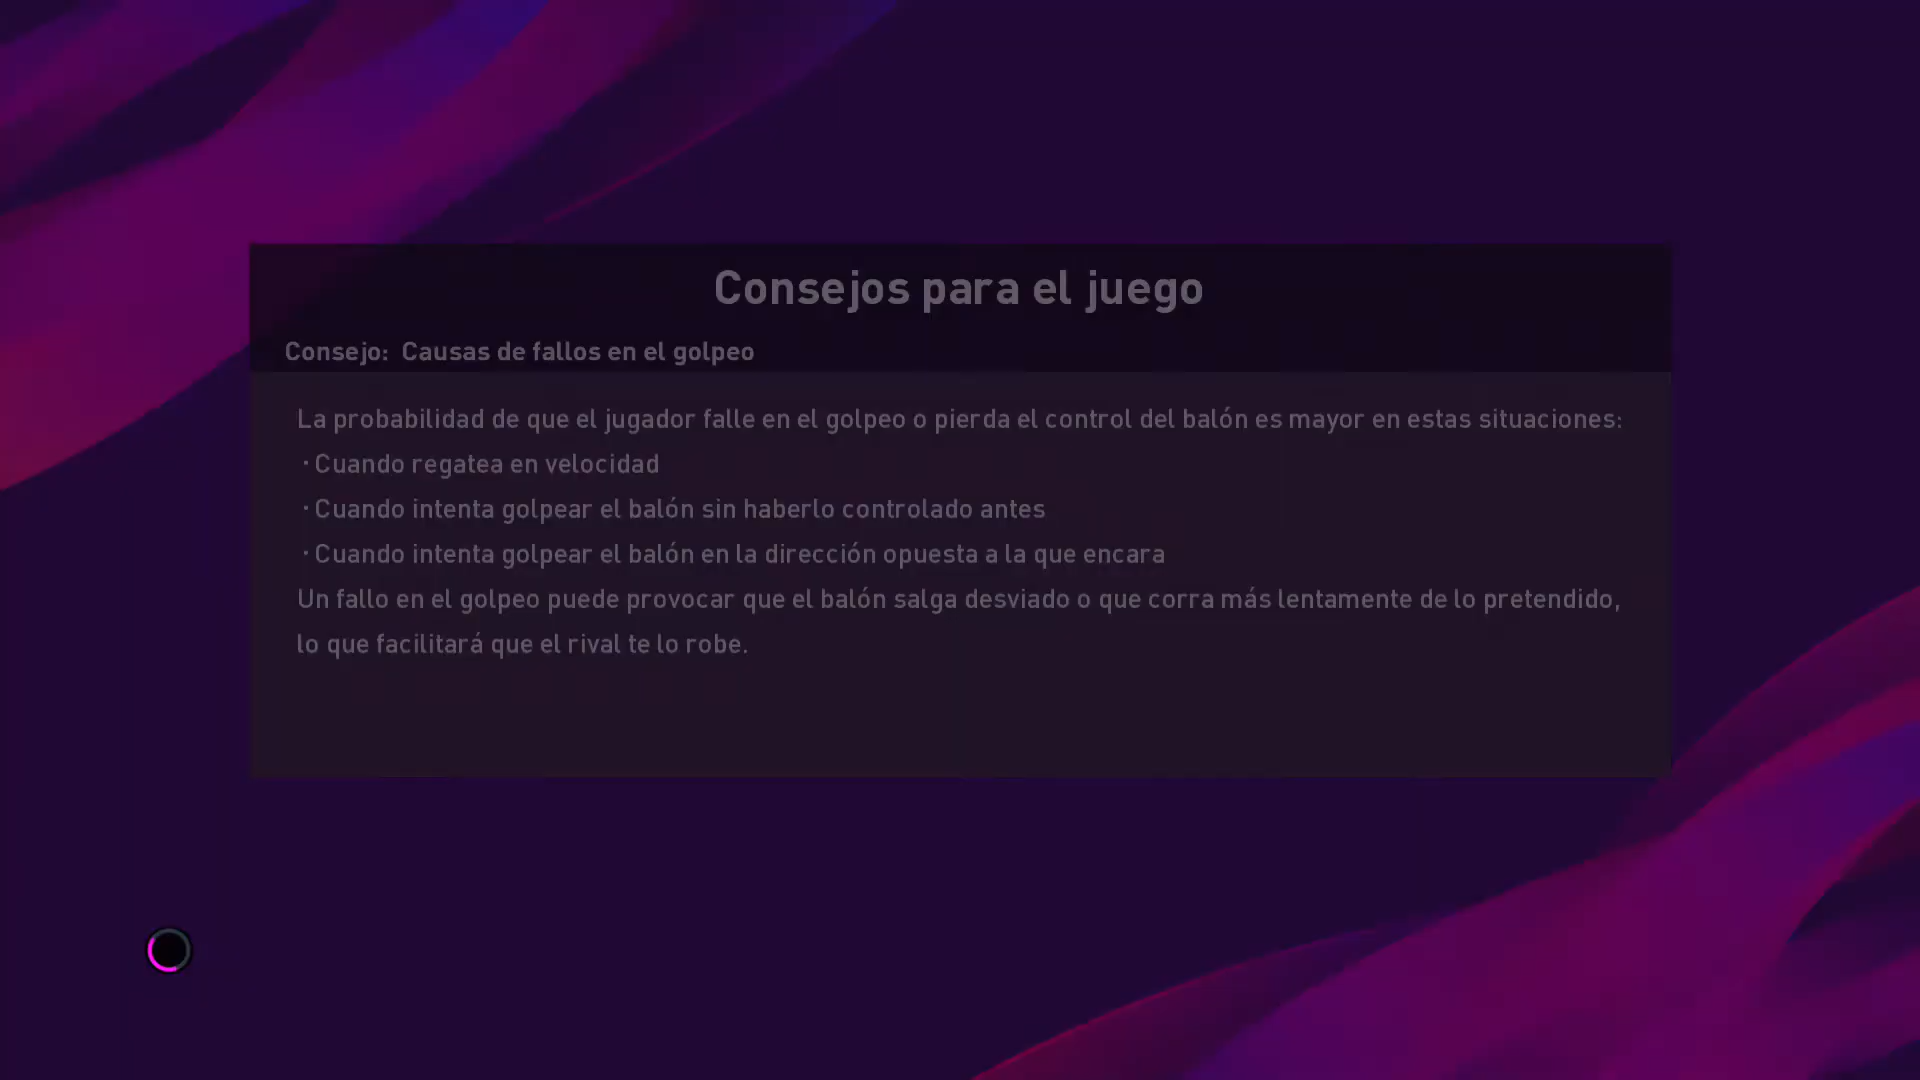 Consejos para el juego
Consejo: Causas de fallos en el golpeo
La probabilidad de que el jugador falle en el golpeo o pierda el control del balón es mayor en estas situaciones:
·Cuando regatea en velocidad
·Cuando intenta golpear el balón sin haberlo controlado antes
·Cuando intenta golpear el balón en la dirección opuesta a la que encara
Un fallo en el golpeo puede provocar que el balón salga desviado o que corra más lentamente de lo pretendido,
lo que facilitará que el rival te lo robe.